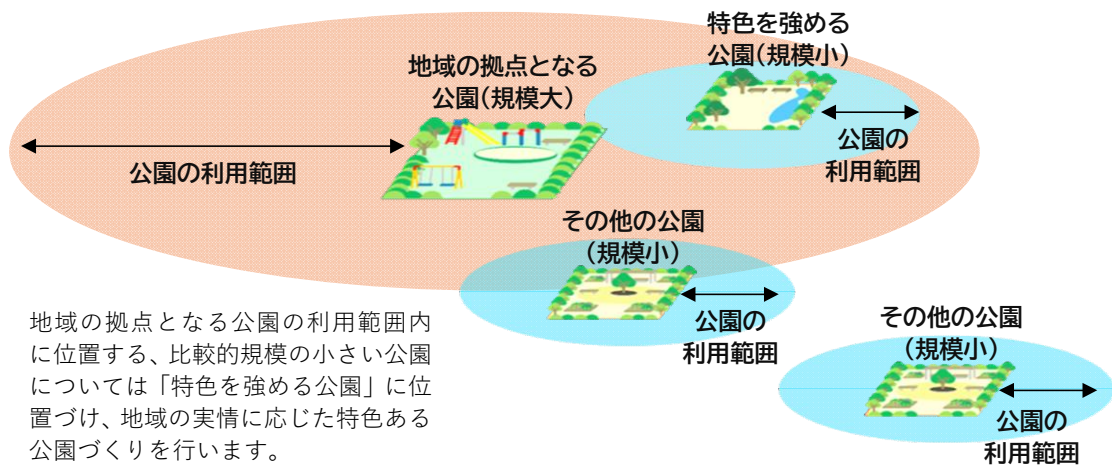 特色を強める
公園(規模小)
地域の拠点となる
公園(規模大)
公園の利用範囲
公園の
利用範囲
その他の公園
(規模小)
公園の
利用範囲
その他の公園
(規模小)
公園の
利用範囲
地域の拠点となる公園の利用範囲内
に位置する、比較的規模の小さい公園
については「特色を強める公園」に位
置づけ、地域の実情に応じた特色ある
公園づくりを行います。